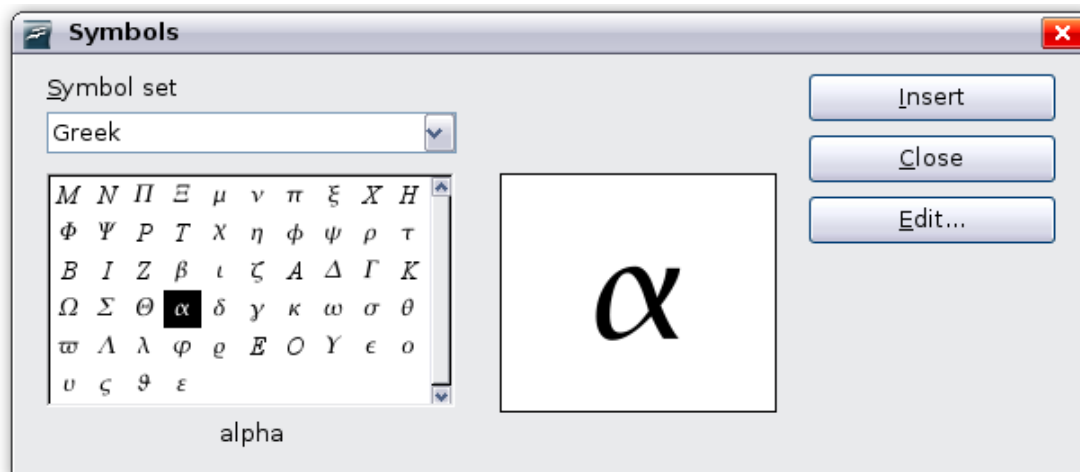 Symbols
Symbol set
Greek
Insert
Close
Edit...
Μ Ν Π Ξ μ ν π ξ Χ Η
Φ Ψ Ρ Τ χ η ϕ ψ ρ τ
Β Ι Ζ β ι ζ Α Δ Γ Κ
Ω Σ Θ α δ γ κ ω σ θ
ϖ Λ λ φ ϱ Ε Ο Υ ϵ ο
υ ς ϑ ε
α
alpha